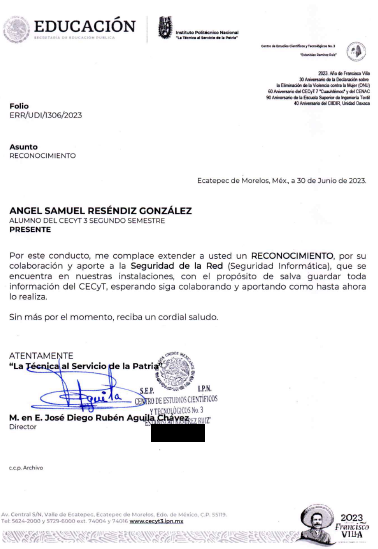 EDUCACIÓN
SECRETARÍA DE EDUCACIÓN PÚBLICA
Instituto Politécnico Nacional
"La Técnica al Servicio de la Patria"
Centro de Estudios Científicos y Tecnológicos No. 3
"Estanislao Ramírez Ruiz"
2023, Año de Francisco Villa
30 Aniversario de la Declaración sobre
la Eliminación de la Violencia contra la Mujer (ONU)
60 Aniversario del CECyT 7 "Cuauhtémoc" y del CENAC
90 Aniversario de la Escuela Superior de Ingeniería Textil
40 Aniversario del CIIDIR, Unidad Oaxaca
Folio
ERR/UDI/1306/2023
Asunto
RECONOCIMIENTO
Ecatepec de Morelos, Méx., a 30 de Junio de 2023.
ANGEL SAMUEL RESÉNDIZ GONZÁLEZ
ALUMNO DEL CECYT 3 SEGUNDO SEMESTRE
PRESENTE
Por este conducto, me complace extender a usted un RECONOCIMIENTO, por su
colaboración y aporte a la Seguridad de la Red (Seguridad Informática), que se
encuentra en nuestras instalaciones, con el propósito de salva guardar toda
información del CECyT, esperando siga colaborando y aportando como hasta ahora
lo realiza.
Sin más por el momento, reciba un cordial saludo.
ATENTAMENTE
"La Técnica al Servicio de la Patria"
S.E.P. I.P.N.
CENTRO DE ESTUDIOS CIENTÍFICOS
Y TECNOLÓGICOS No. 3
M. en E. José Diego Rubén Aguila Chávez
Director
c.c.p. Archivo
Av. Central S/N, Valle de Ecatepec, Ecatepec de Morelos, Edo. de México, C.P. 55119.
Tel: 5624-2000 y 5729-6000 ext. 74004 y 74016 www.cecyt3.ipn.mx
2023
Francisco
VILLA